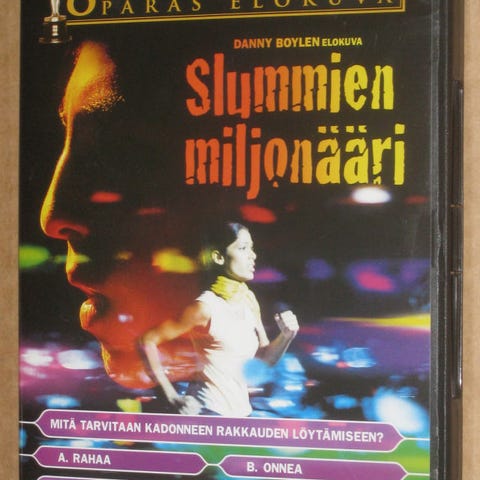 PARAS ELOKUVA
DANNY BOYLEN ELOKUVA
Slummien
miljonääri
MITÄ TARVITAAN KADONNEEN RAKKAUDEN LÖYTÄMISEEN?
A. RAHAA
B. ONNEA